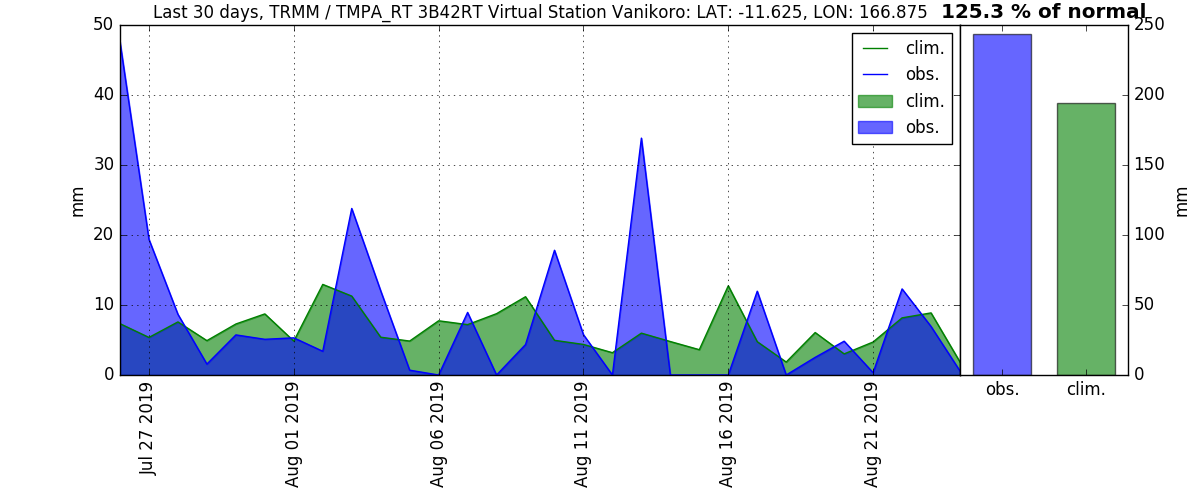 Last 30 days, TRMM / TMPA_RT 3B42RT Virtual Station Vanikoro: LAT: -11.625, LON: 166.875
125.3 % of normal
50
40
30
20
10
0
mm
clim.
obs.
clim.
obs.
Jul 27 2019
Aug 01 2019
Aug 06 2019
Aug 11 2019
Aug 16 2019
Aug 21 2019
250
200
150
100
50
0
mm
obs.
clim.